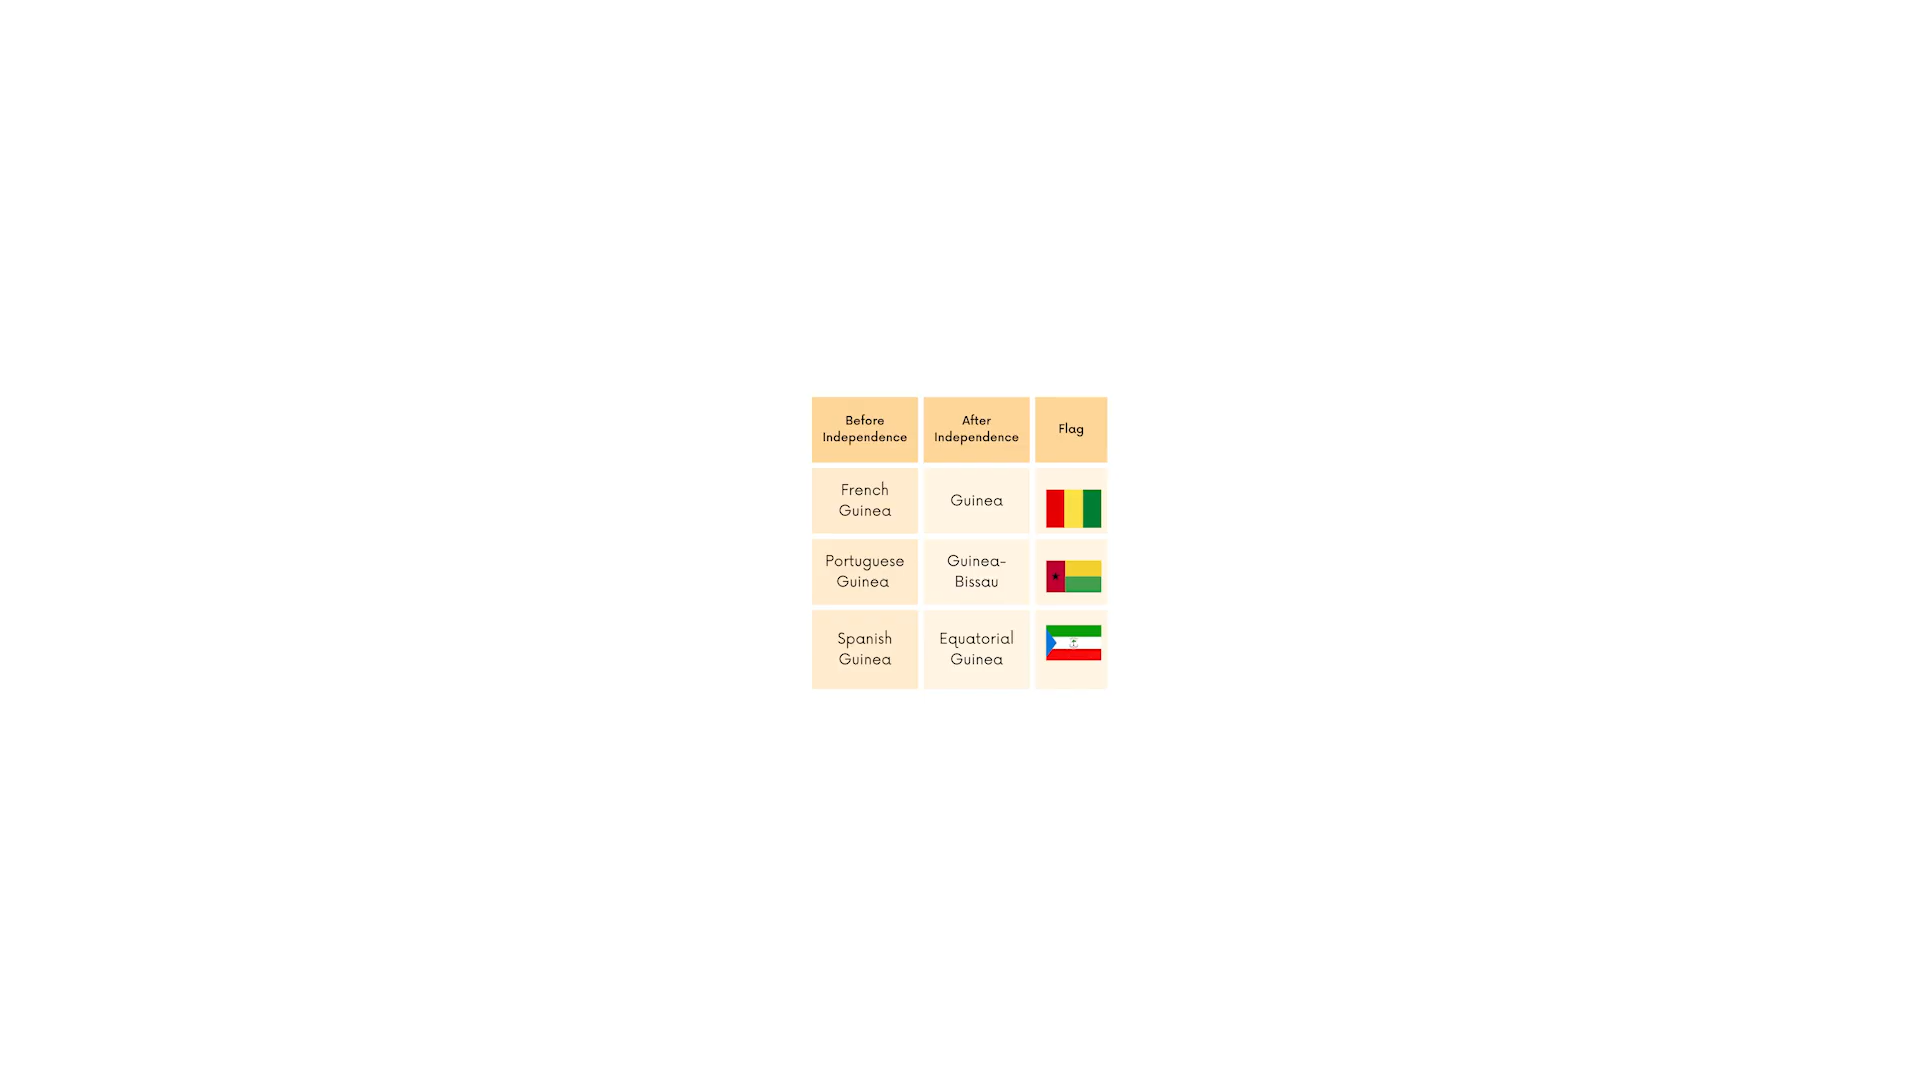 Before
Independence
After
Independence
Flag
French
Guinea
Guinea
Portuguese
Guinea
Guinea-
Bissau
Spanish
Guinea
Equatorial
Guinea